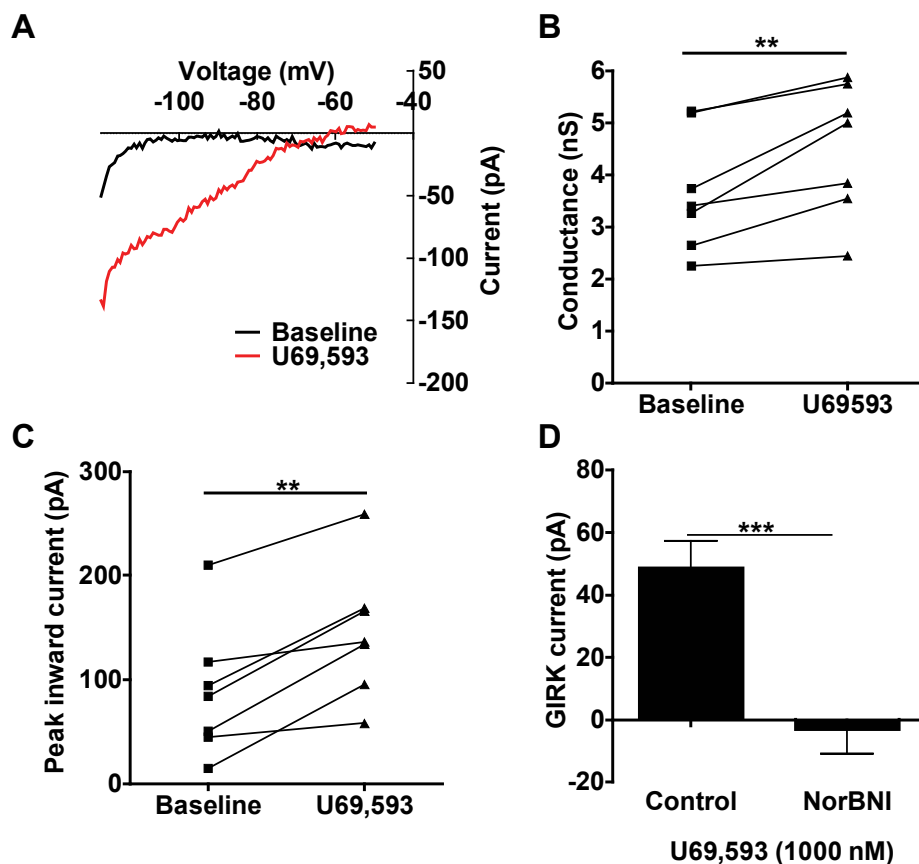 A
Voltage (mV)
-100 -80 -60 -40
50
0
-50
-100
-150
-200
Current (pA)
Baseline
U69,593
B
**
Conductance (nS)
6
5
4
3
2
1
0
Baseline U69593
C
**
Peak inward current (pA)
300
200
100
0
Baseline U69,593
D
***
GIRK current (pA)
80
60
40
20
0
-20
Control NorBNI
U69,593 (1000 nM)